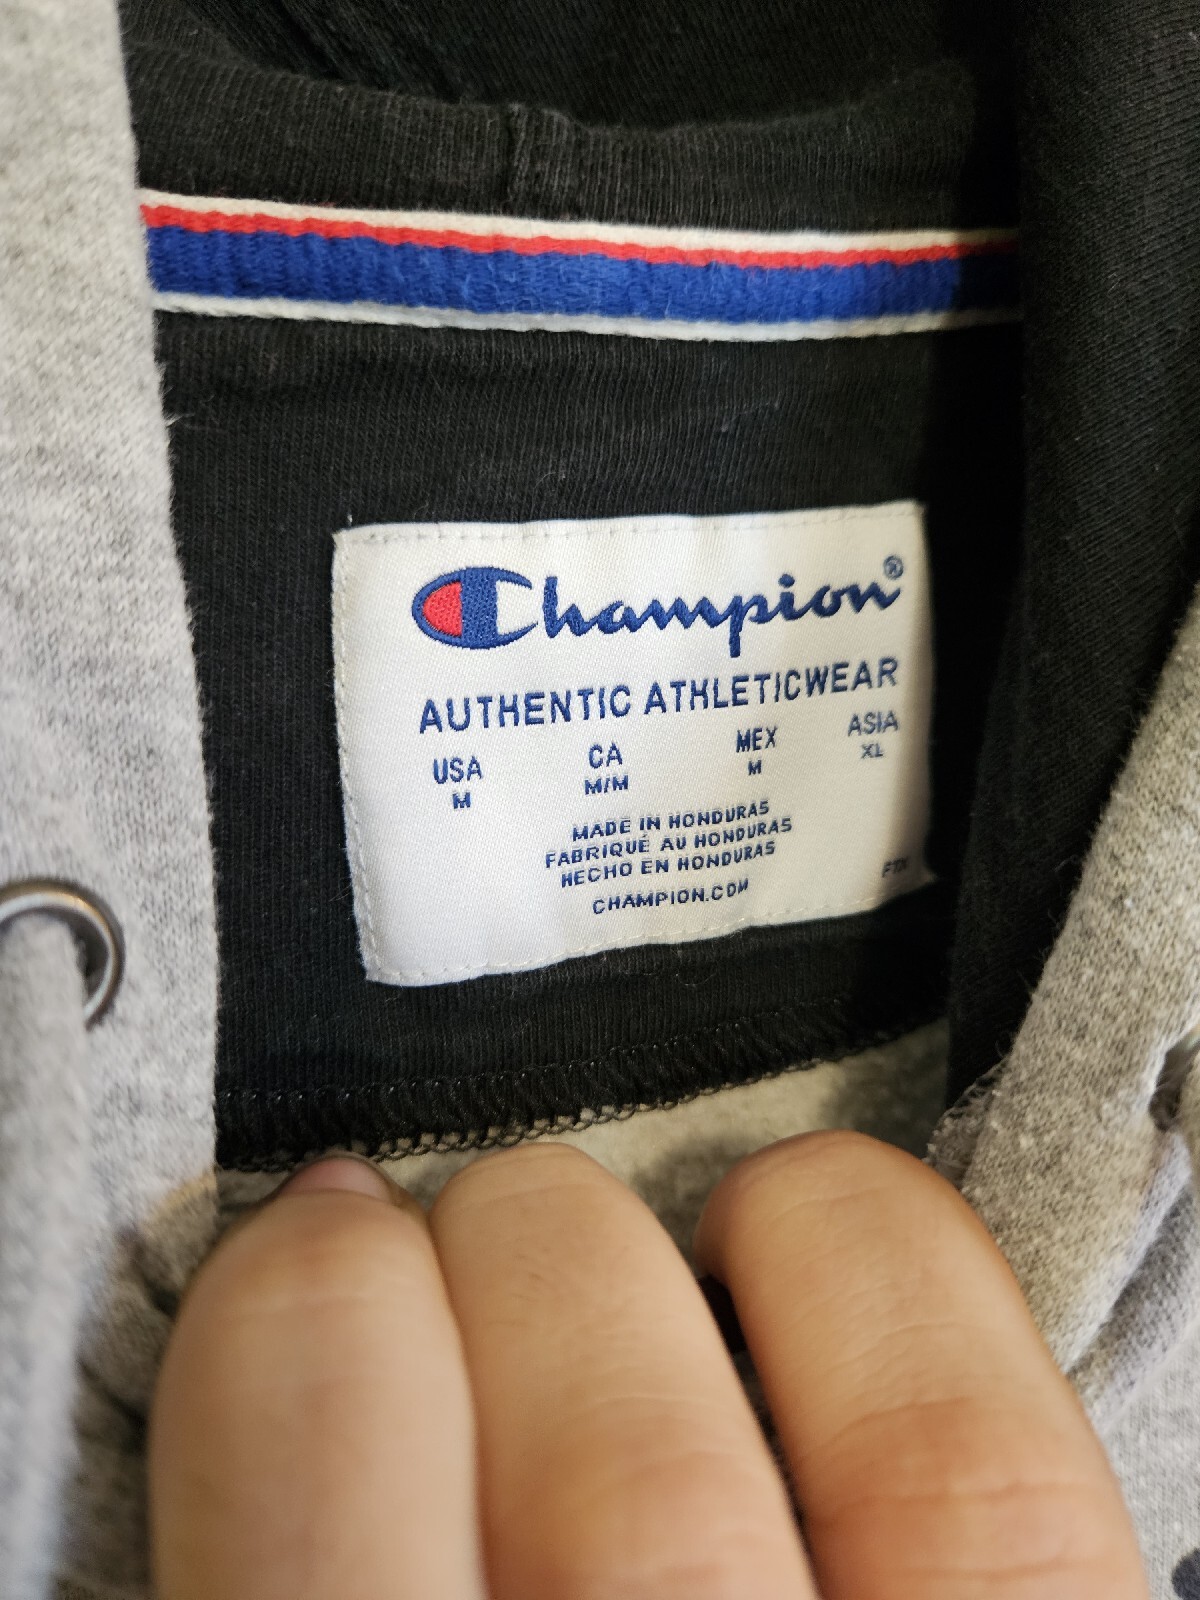 Champion®
AUTHENTIC ATHLETICWEAR
USA CA MEX ASIA
M M/M M XL
MADE IN HONDURAS
FABRIQUÉ AU HONDURAS
HECHO EN HONDURAS
CHAMPION.COM